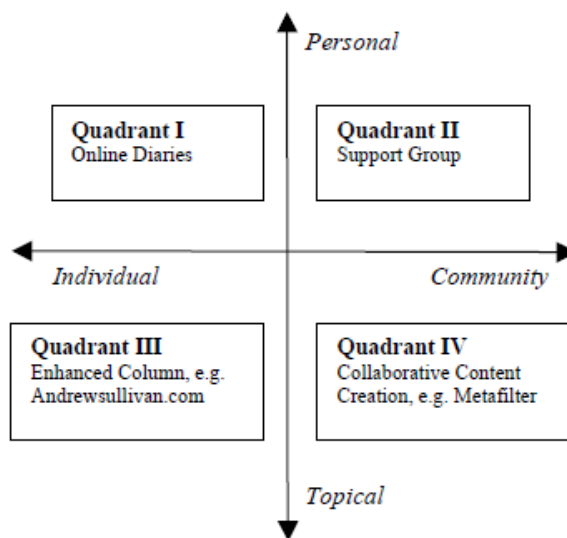 Personal
Quadrant I
Online Diaries
Quadrant II
Support Group
Individual
Community
Quadrant III
Enhanced Column, e.g.
Andrewsullivan.com
Quadrant IV
Collaborative Content
Creation, e.g. Metafilter
Topical